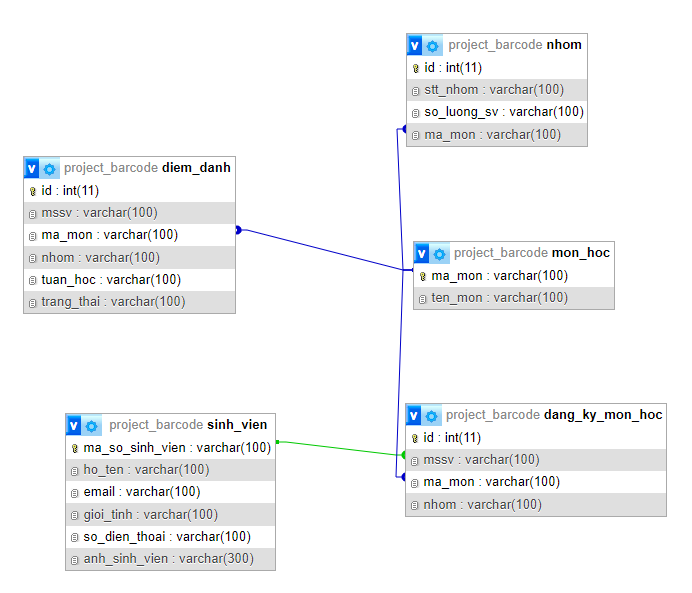 project_barcode nhom
id : int(11)
stt_nhom : varchar(100)
so_luong_sv : varchar(100)
ma_mon : varchar(100)
project_barcode diem_danh
id : int(11)
mssv : varchar(100)
ma_mon : varchar(100)
nhom : varchar(100)
tuan_hoc : varchar(100)
trang_thai : varchar(100)
project_barcode mon_hoc
ma_mon : varchar(100)
ten_mon : varchar(100)
project_barcode sinh_vien
ma_so_sinh_vien : varchar(100)
ho_ten : varchar(100)
email : varchar(100)
gioi_tinh : varchar(100)
so_dien_thoai : varchar(100)
anh_sinh_vien : varchar(300)
project_barcode dang_ky_mon_hoc
id : int(11)
mssv : varchar(100)
ma_mon : varchar(100)
nhom : varchar(100)